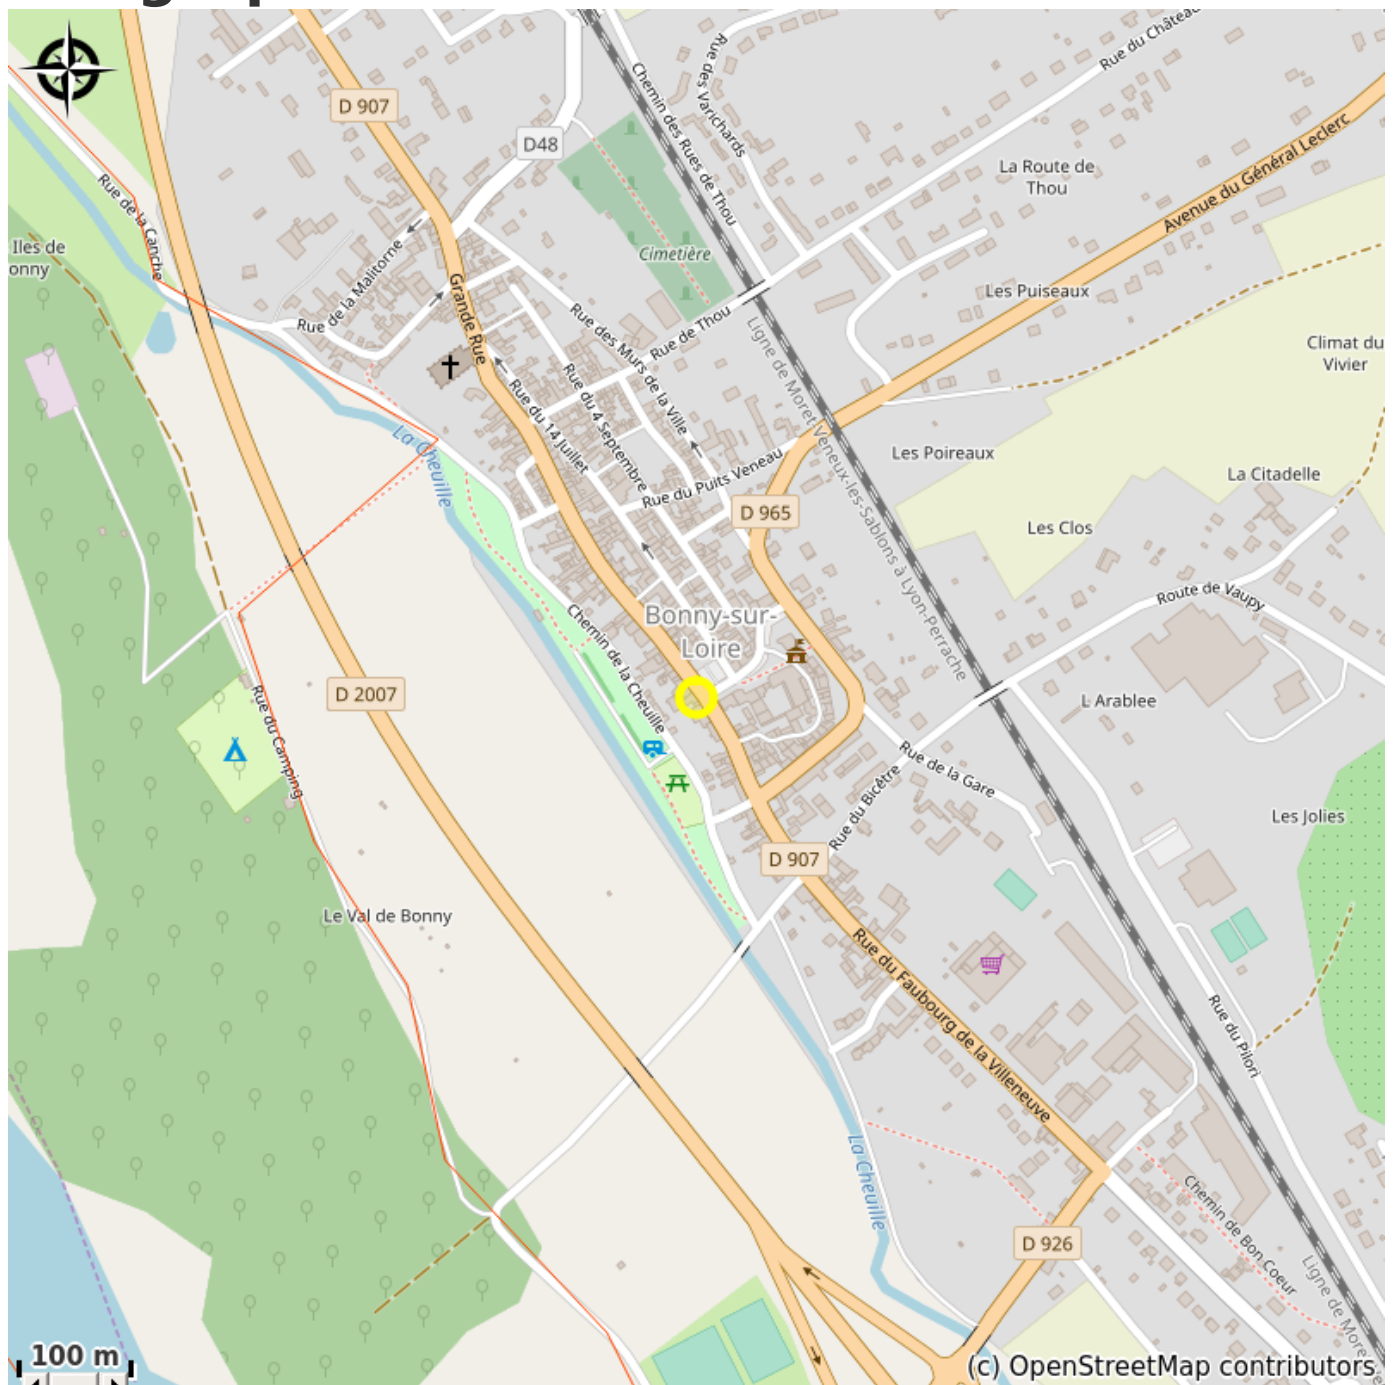 D 907
D48
Rue des Varichards
Rue du Château
Chemin des Rues de Thou
La Route de
Thou
Avenue du Général Leclerc
Rue de la Canche
Iles de
onny
Rue de la Malitorne
Cimetière
Les Puiseaux
Grande Rue
Rue des Murs de la Ville
Rue de Thou
Climat du
Vivier
Rue du 14 Juillet
Rue du 4 Septembre
Ligne de Moret-Veneux-les-Sablons à Lyon-Perrache
La Cheuille
Rue du Puits Veneau
Les Poireaux
La Citadelle
D 965
Les Clos
Route de Vaupy
Bonny-sur-
Loire
Chemin de la Cheuille
D 2007
Rue du Camping
L Arablee
Rue de la Gare
Rue du Bicêtre
Les Jolies
D 907
Le Val de Bonny
Rue du Faubourg de la Villeneuve
Rue du Pilori
La Cheuille
Chemin de Bon Coeur
D 926
Ligne de More
100 m
(c) OpenStreetMap contributors